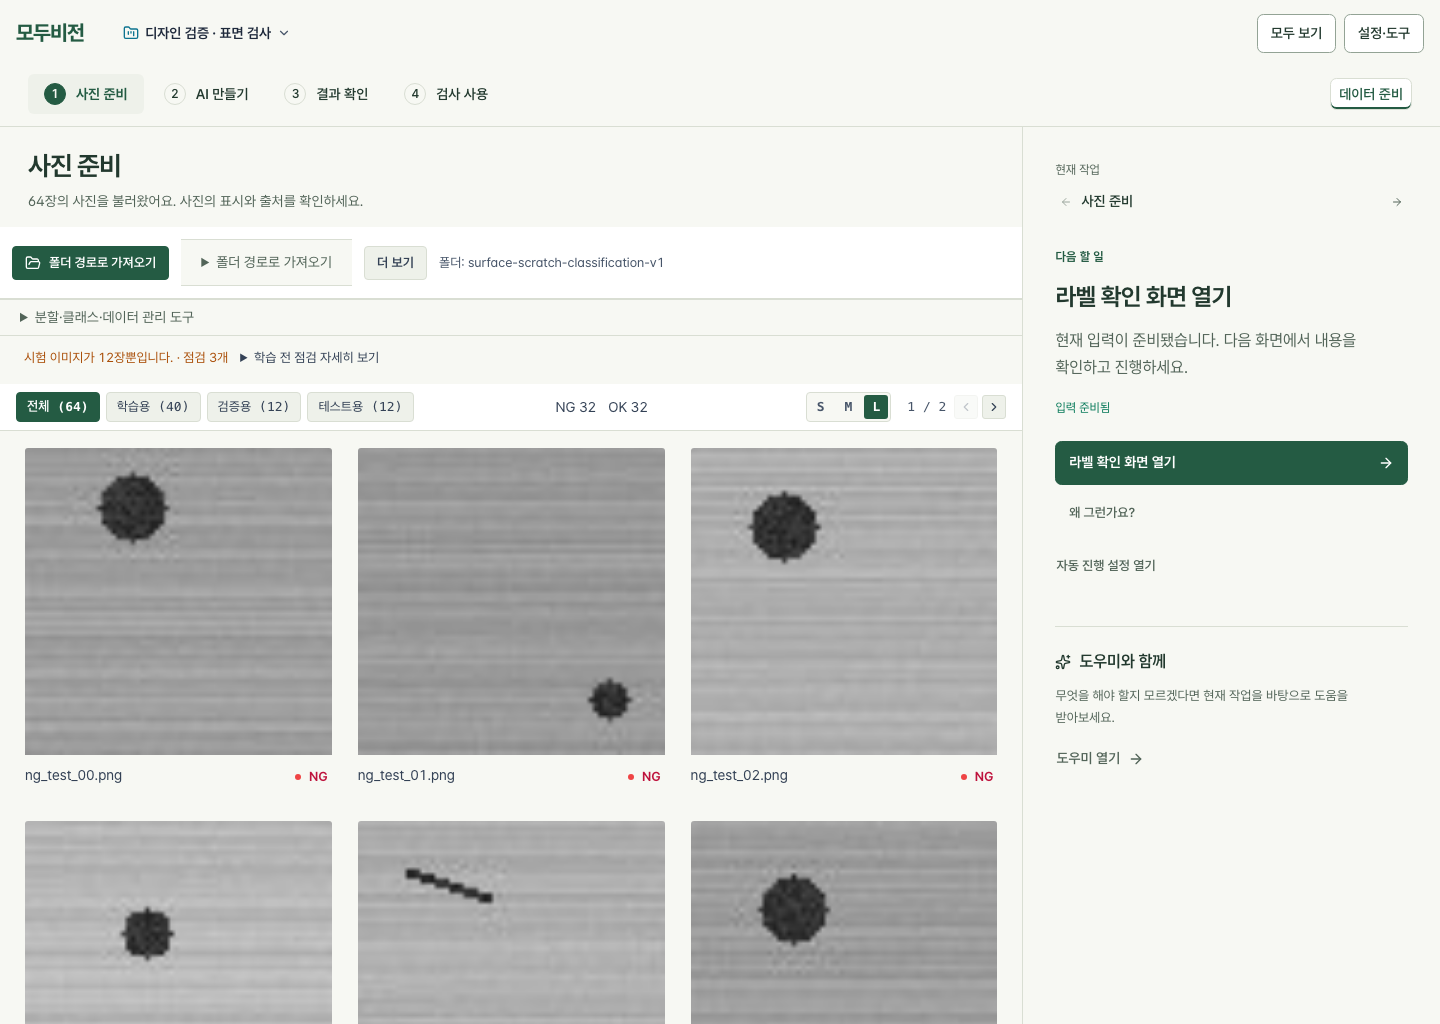 모두비전
디자인 검증 · 표면 검사
모두 보기
설정·도구
1 사진 준비
2 AI 만들기
3 결과 확인
4 검사 사용
데이터 준비
사진 준비
64장의 사진을 불러왔어요. 사진의 표시와 출처를 확인하세요.
폴더 경로로 가져오기
▶ 폴더 경로로 가져오기
더 보기
폴더: surface-scratch-classification-v1
▶ 분할·클래스·데이터 관리 도구
시험 이미지가 12장뿐입니다. · 점검 3개 ▶ 학습 전 점검 자세히 보기
전체 (64)
학습용 (40)
검증용 (12)
테스트용 (12)
NG 32 OK 32
S M L
1 / 2
ng_test_00.png NG
ng_test_01.png NG
ng_test_02.png NG
현재 작업
← 사진 준비 →
다음 할 일
라벨 확인 화면 열기
현재 입력이 준비됐습니다. 다음 화면에서 내용을
확인하고 진행하세요.
입력 준비됨
라벨 확인 화면 열기 →
왜 그런가요?
자동 진행 설정 열기
도우미와 함께
무엇을 해야 할지 모르겠다면 현재 작업을 바탕으로 도움을
받아보세요.
도우미 열기 →